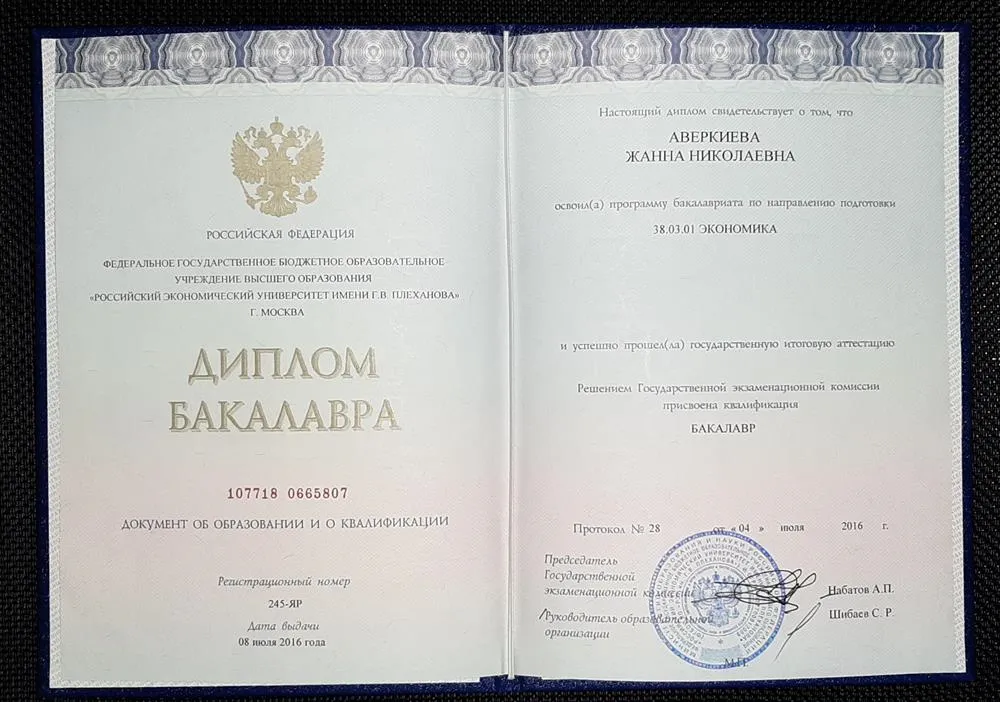 РОССИЙСКАЯ ФЕДЕРАЦИЯ
ФЕДЕРАЛЬНОЕ ГОСУДАРСТВЕННОЕ БЮДЖЕТНОЕ ОБРАЗОВАТЕЛЬНОЕ
УЧРЕЖДЕНИЕ ВЫСШЕГО ОБРАЗОВАНИЯ
«РОССИЙСКИЙ ЭКОНОМИЧЕСКИЙ УНИВЕРСИТЕТ ИМЕНИ Г.В. ПЛЕХАНОВА»
Г. МОСКВА
ДИПЛОМ
БАКАЛАВРА
107718 0665807
ДОКУМЕНТ ОБ ОБРАЗОВАНИИ И О КВАЛИФИКАЦИИ
Регистрационный номер
245-ЯР
Дата выдачи
08 июля 2016 года
Настоящий диплом свидетельствует о том, что
АВЕРКИЕВА
ЖАННА НИКОЛАЕВНА
освоил(а) программу бакалавриата по направлению подготовки
38.03.01 ЭКОНОМИКА
и успешно прошел(ла) государственную итоговую аттестацию
Решением Государственной экзаменационной комиссии
присвоена квалификация
БАКАЛАВР
Протокол № 28 от «04 » июля 2016 г.
Председатель
Государственной
экзаменационной комиссии Набатов А.П.
Руководитель образовательной Шибаев С. Р.
организации
М.П.